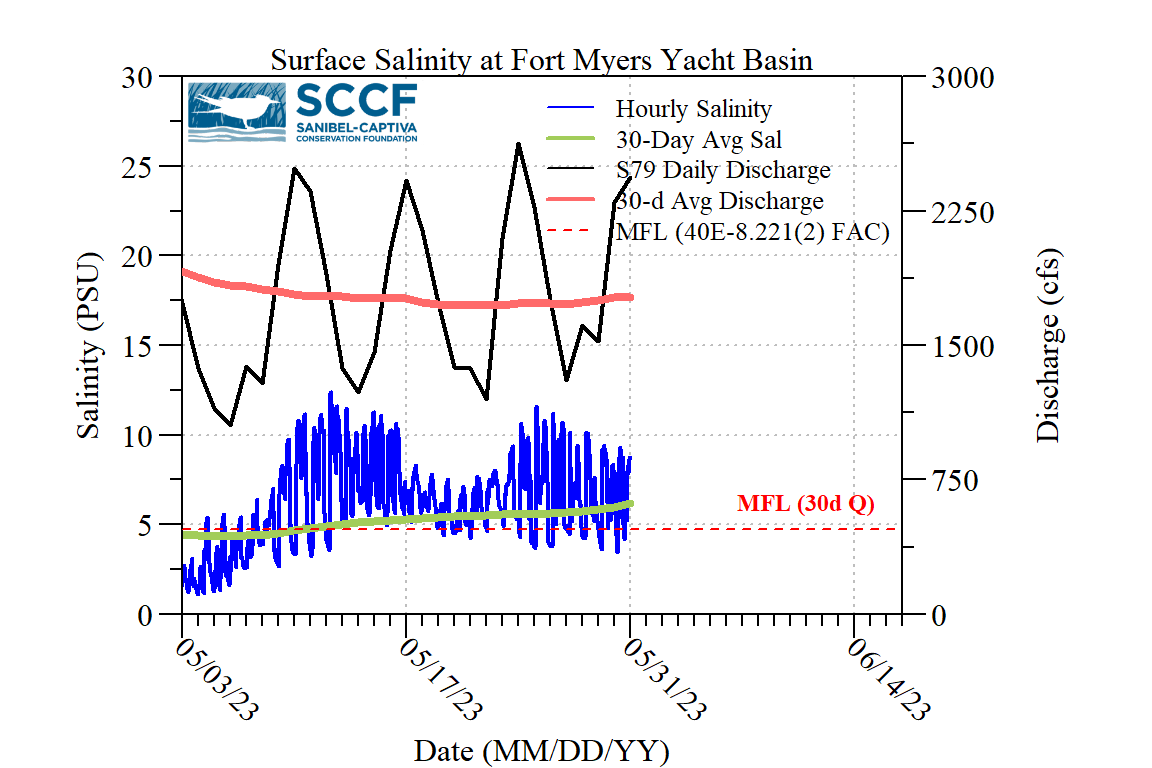 Surface Salinity at Fort Myers Yacht Basin
SCCF
SANIBEL-CAPTIVA
CONSERVATION FOUNDATION
Hourly Salinity
30-Day Avg Sal
S79 Daily Discharge
30-d Avg Discharge
MFL (40E-8.221(2) FAC)
MFL (30d Q)
Salinity (PSU)
30
25
20
15
10
5
0
Discharge (cfs)
3000
2250
1500
750
0
05/03/23
05/17/23
05/31/23
06/14/23
Date (MM/DD/YY)